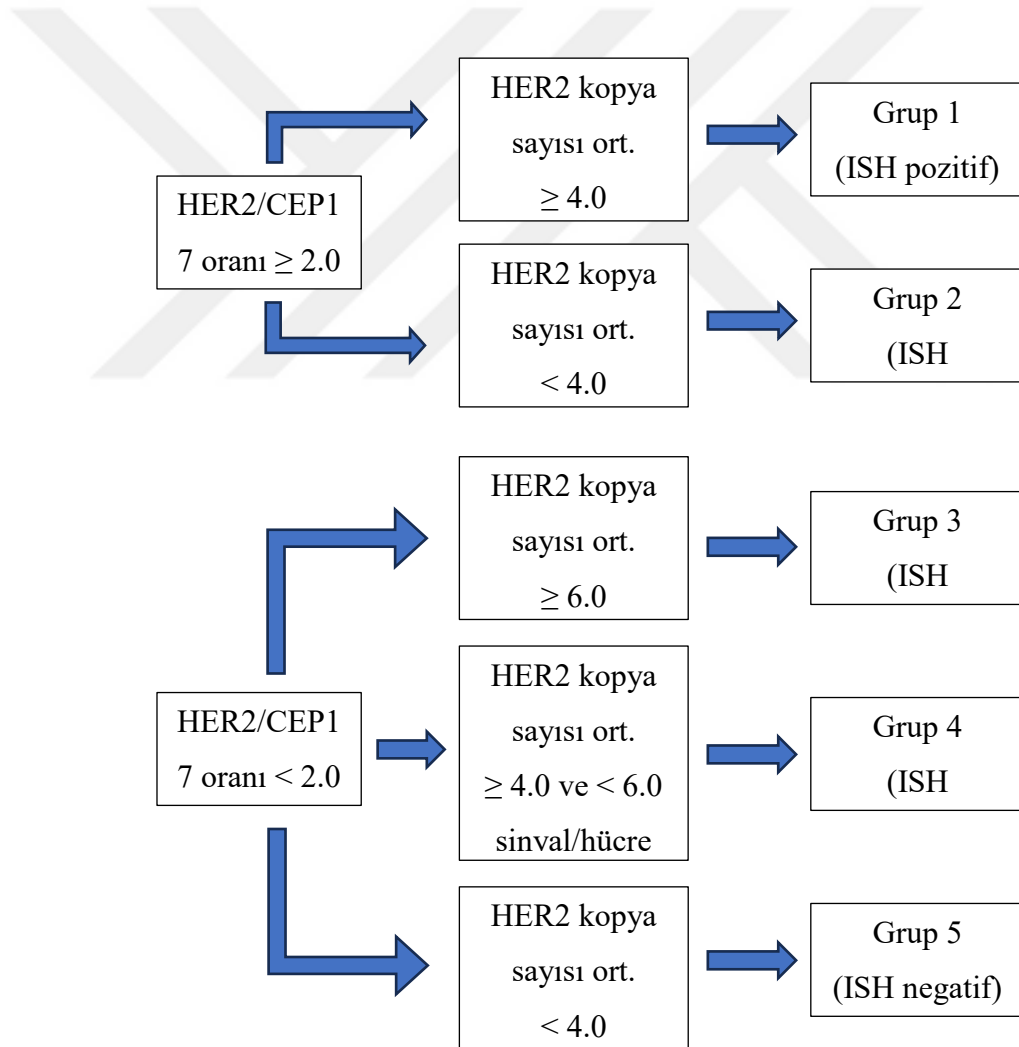 HER2/CEP1
7 oranı ≥ 2.0
HER2 kopya
sayısı ort.
≥ 4.0
Grup 1
(ISH pozitif)
HER2 kopya
sayısı ort.
< 4.0
Grup 2
(ISH
HER2/CEP1
7 oranı < 2.0
HER2 kopya
sayısı ort.
≥ 6.0
Grup 3
(ISH
HER2 kopya
sayısı ort.
≥ 4.0 ve < 6.0
sinval/hücre
Grup 4
(ISH
HER2 kopya
sayısı ort.
< 4.0
Grup 5
(ISH negatif)